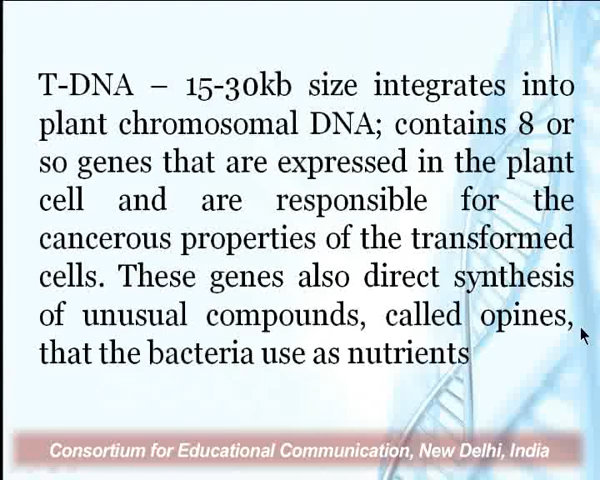 T-DNA – 15-30kb size integrates into
plant chromosomal DNA; contains 8 or
so genes that are expressed in the plant
cell and are responsible for the
cancerous properties of the transformed
cells. These genes also direct synthesis
of unusual compounds, called opines,
that the bacteria use as nutrients
Consortium for Educational Communication, New Delhi, India